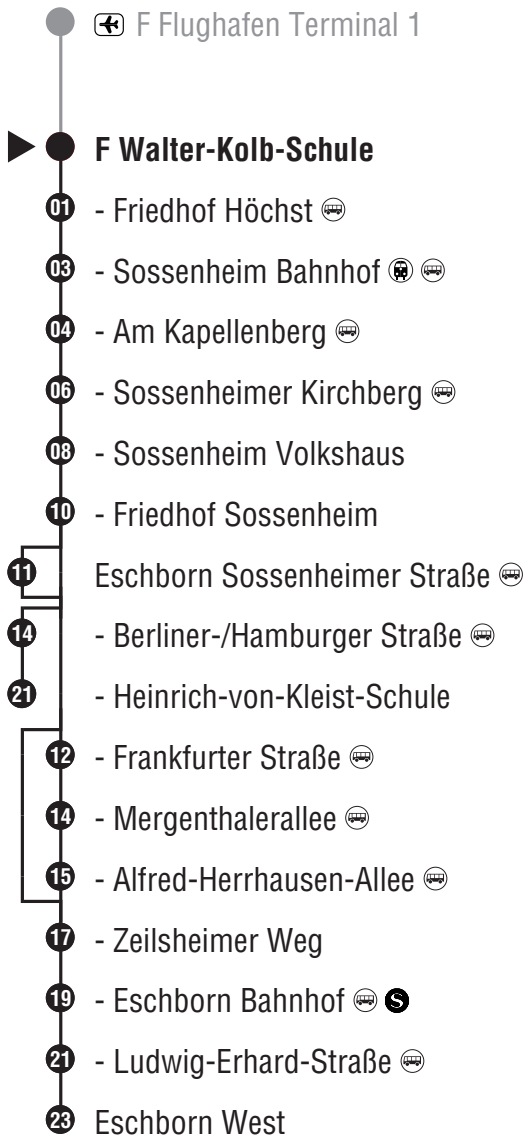 F Flughafen Terminal 1
F Walter-Kolb-Schule
01 - Friedhof Höchst
03 - Sossenheim Bahnhof
04 - Am Kapellenberg
06 - Sossenheimer Kirchberg
08 - Sossenheim Volkshaus
10 - Friedhof Sossenheim
11 Eschborn Sossenheimer Straße
14 - Berliner-/Hamburger Straße
21 - Heinrich-von-Kleist-Schule
12 - Frankfurter Straße
14 - Mergenthalerallee
15 - Alfred-Herrhausen-Allee
17 - Zeilsheimer Weg
19 - Eschborn Bahnhof S
21 - Ludwig-Erhard-Straße
23 Eschborn West